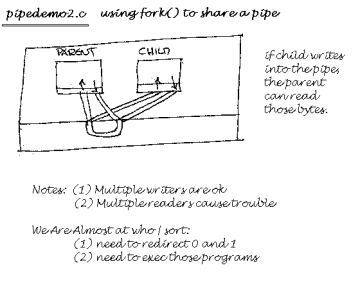 pipedemo2.c using fork() to share a pipe
PARENT CHILD
if child writes
into the pipe,
the parent
can read
those bytes.
Notes: (1) Multiple writers are ok
(2) Multiple readers cause trouble
We Are Almost at who | sort:
(1) need to redirect 0 and 1
(2) need to exec those programs